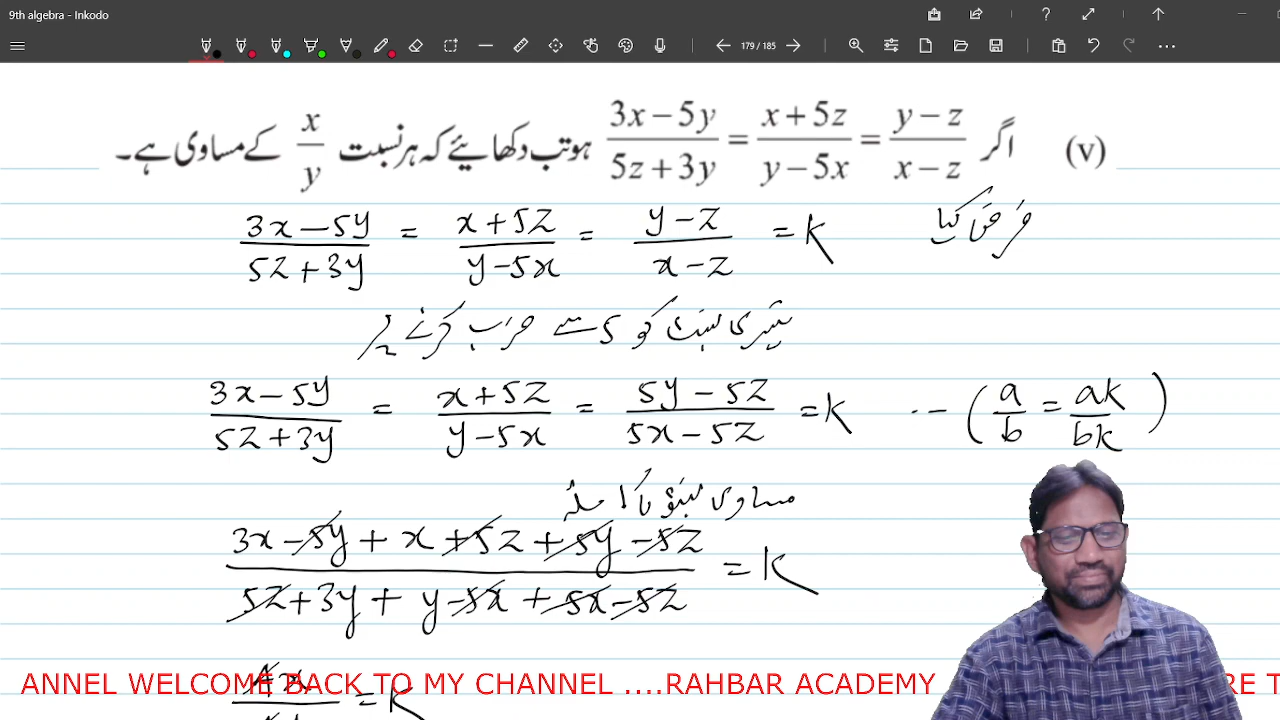 9th algebra - Inkodo
179 / 185
(v) اگر (y − z)/(x − z) = (x + 5z)/(y − 5x) = (3x − 5y)/(5z + 3y) ہو تب دکھایئے کہ ہر نسبت x/y کے مساوی ہے۔
فرض کیا
(3x − 5y)/(5z + 3y) = (x + 5z)/(y − 5x) = (y − z)/(x − z) = k
تیسری نسبت کو 5 سے ضرب کرنے پر
(3x − 5y)/(5z + 3y) = (x + 5z)/(y − 5x) = (5y − 5z)/(5x − 5z) = k -- (a/b = ak/bk)
مساوی نسبتوں کا مسئلہ
(3x − 5y + x + 5z + 5y − 5z)/(5z + 3y + y − 5x + 5x − 5z) = k
4x/ = k
ANNEL WELCOME BACK TO MY CHANNEL ....RAHBAR ACADEMY